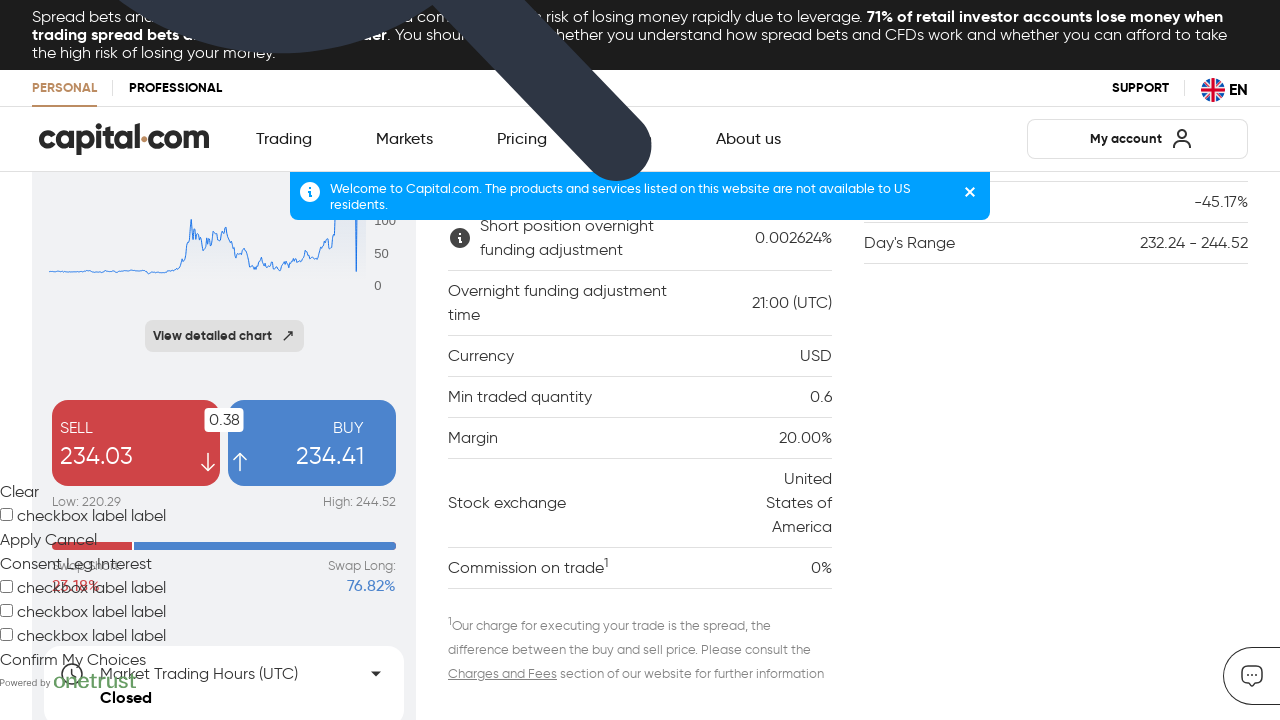 Spread bets and
risk of losing money rapidly due to leverage. 71% of retail investor accounts lose money when
trading spread bets
. You should
whether you understand how spread bets and CFDs work and whether you can afford to take
the high risk of losing your money.
PERSONAL PROFESSIONAL SUPPORT EN
capital.com Trading Markets Pricing About us My account
Welcome to Capital.com. The products and services listed on this website are not available to US
residents.
-45.17%
Day's Range 232.24 - 244.52
100
50
0
View detailed chart
SELL
234.03
0.38
BUY
234.41
Low: 220.29 High: 244.52
Swap Long:
23.18% 76.82%
Market Trading Hours (UTC)
Closed
Clear
checkbox label label
Apply Cancel
Consent Leg.Interest
checkbox label label
checkbox label label
checkbox label label
Confirm My Choices
Powered by onetrust
Short position overnight
funding adjustment
0.002624%
Overnight funding adjustment
time
21:00 (UTC)
Currency USD
Min traded quantity 0.6
Margin 20.00%
Stock exchange
United
States of
America
Commission on trade1 0%
1Our charge for executing your trade is the spread, the
difference between the buy and sell price. Please consult the
Charges and Fees section of our website for further information